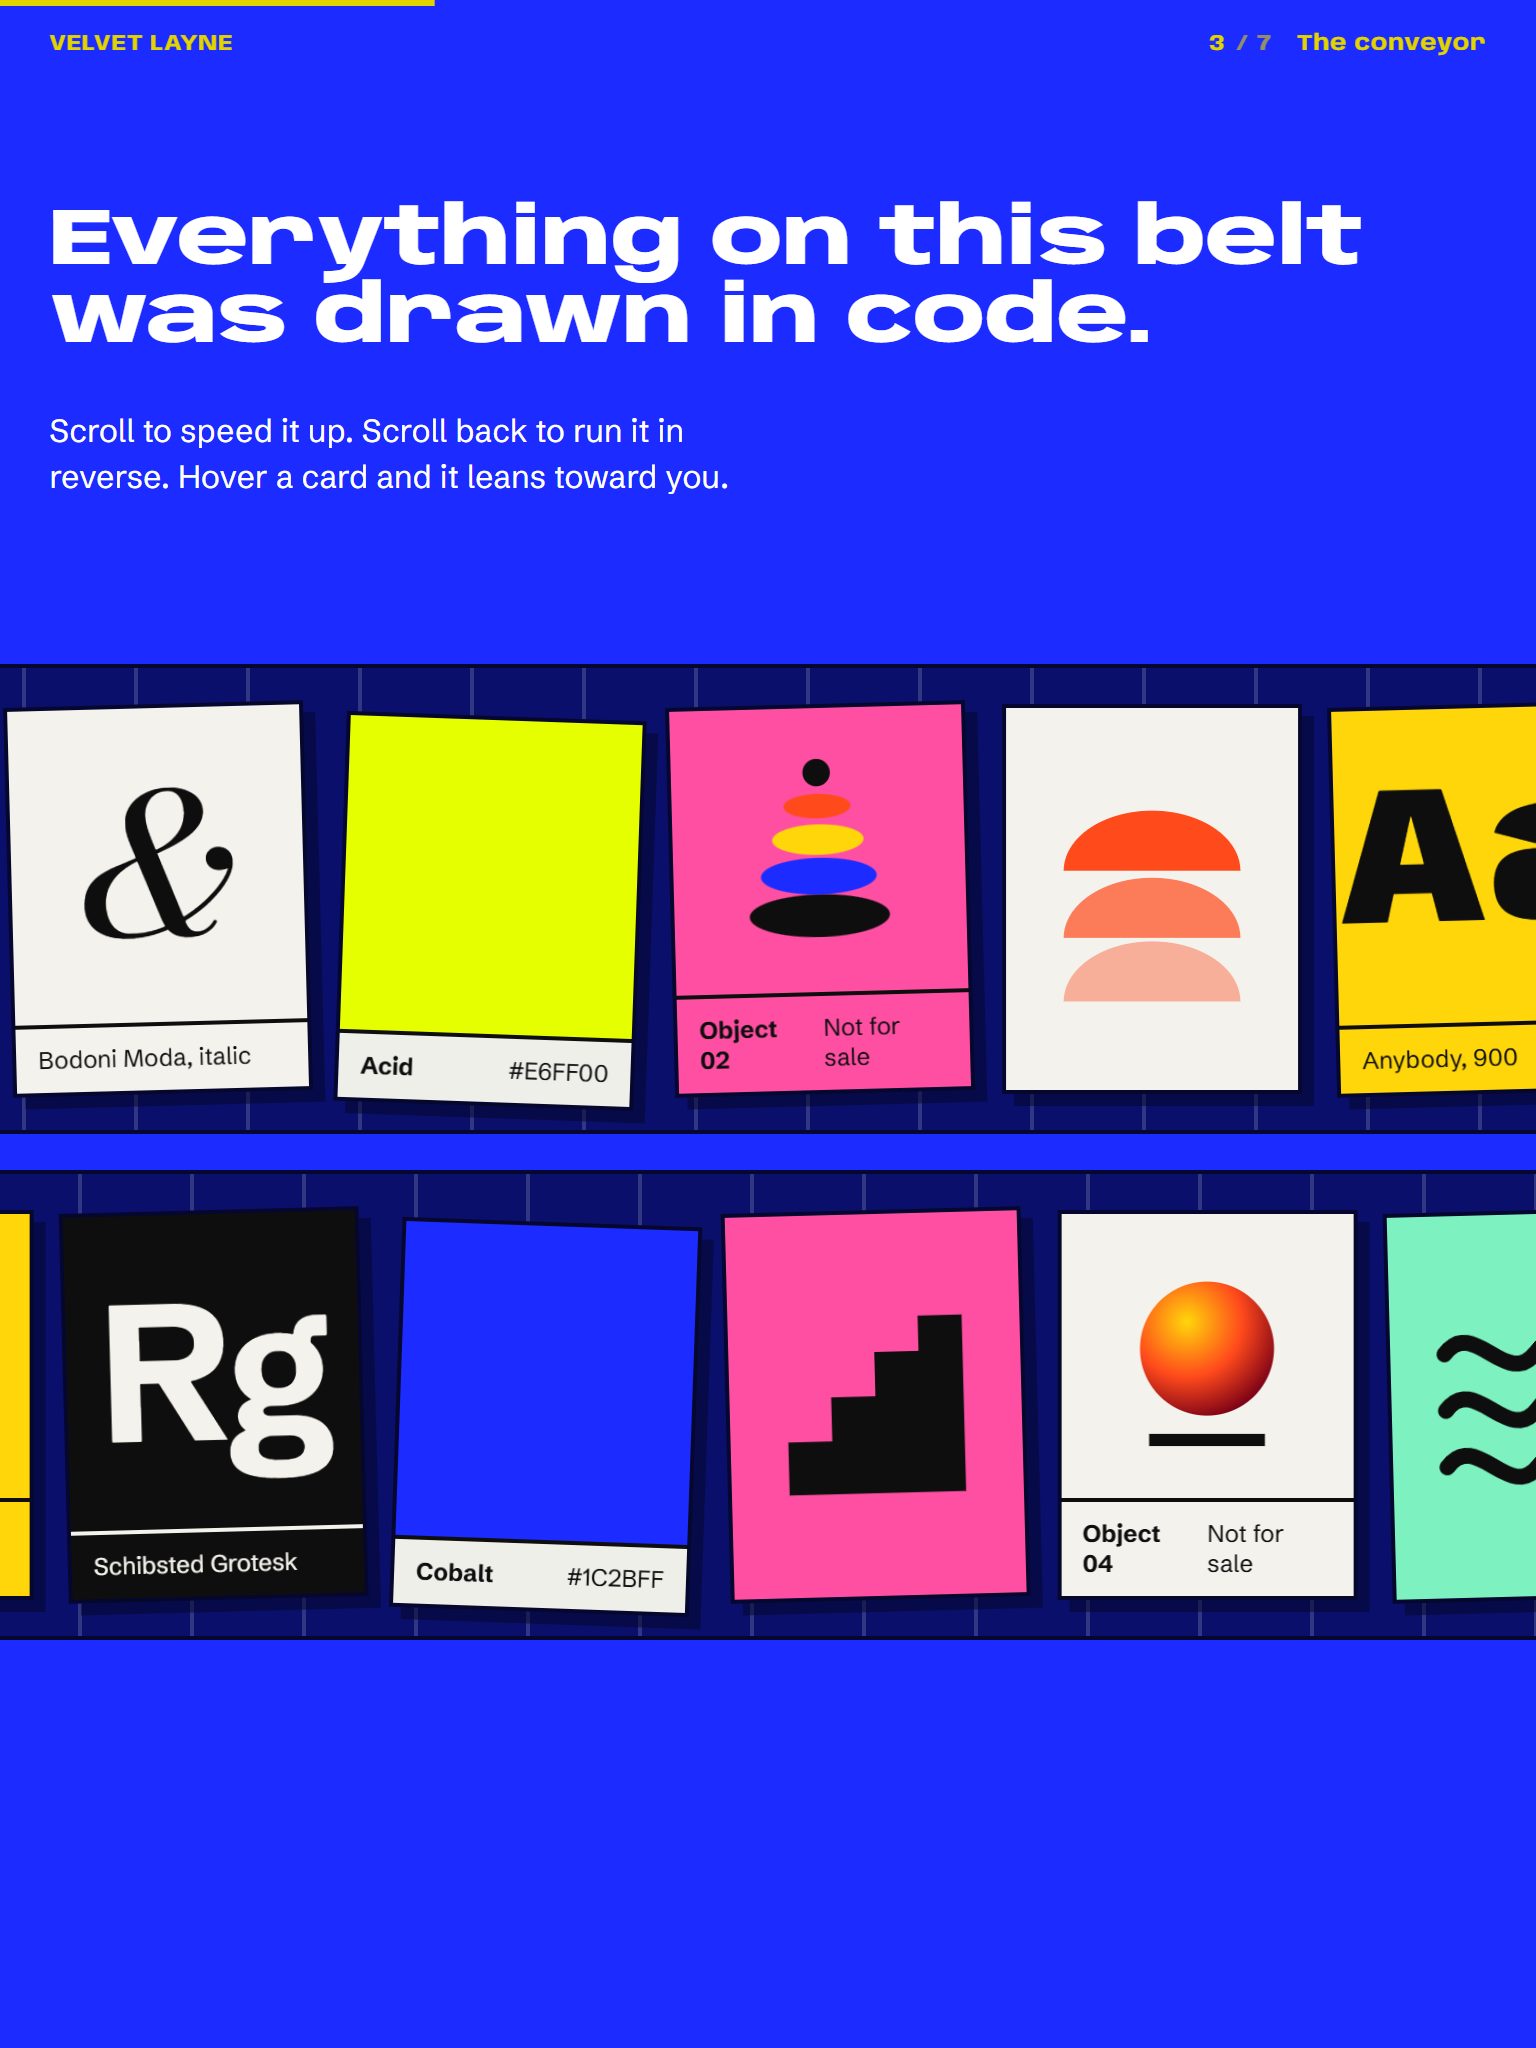 VELVET LAYNE
3 / 7 The conveyor
Everything on this belt
was drawn in code.
Scroll to speed it up. Scroll back to run it in
reverse. Hover a card and it leans toward you.
&
Bodoni Moda, italic
Acid #E6FF00
Object 02
Not for sale
Aa
Anybody, 900
Rg
Schibsted Grotesk
Cobalt #1C2BFF
Object 04
Not for sale